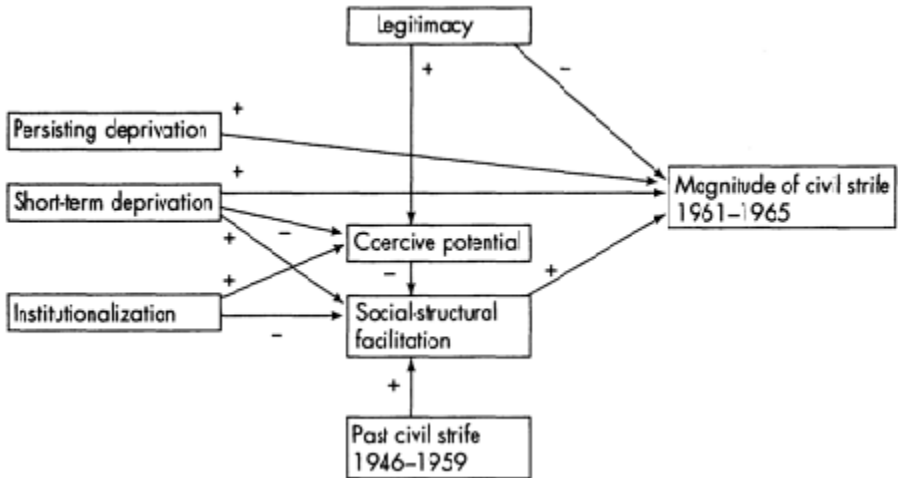 Legitimacy
+
−
Persisting deprivation
+
Short-term deprivation
+
Magnitude of civil strife
1961–1965
−
+
Coercive potential
−
+
+
Institutionalization
−
Social-structural
facilitation
+
Past civil strife
1946–1959